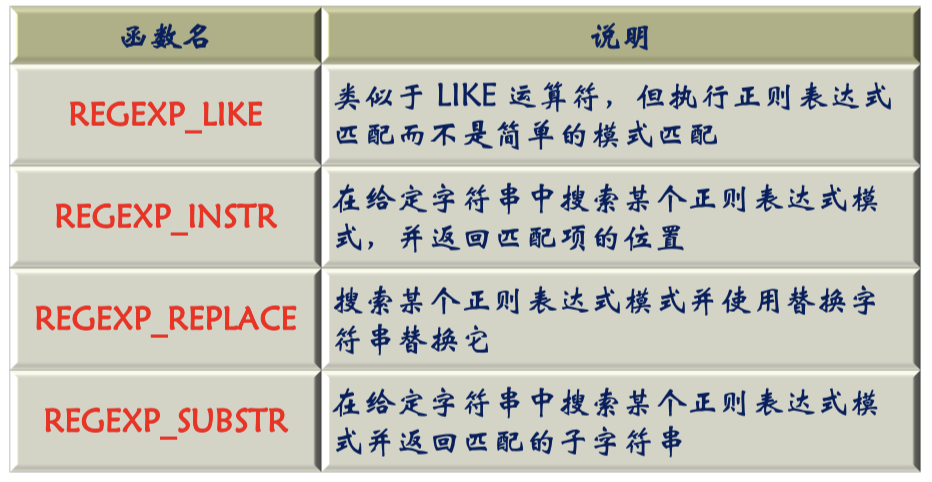 函数名
说明
REGEXP_LIKE
类似于 LIKE 运算符，但执行正则表达式
匹配而不是简单的模式匹配
REGEXP_INSTR
在给定字符串中搜索某个正则表达式模
式，并返回匹配项的位置
REGEXP_REPLACE
搜索某个正则表达式模式并使用替换字
符串替换它
REGEXP_SUBSTR
在给定字符串中搜索某个正则表达式模
式并返回匹配的子字符串